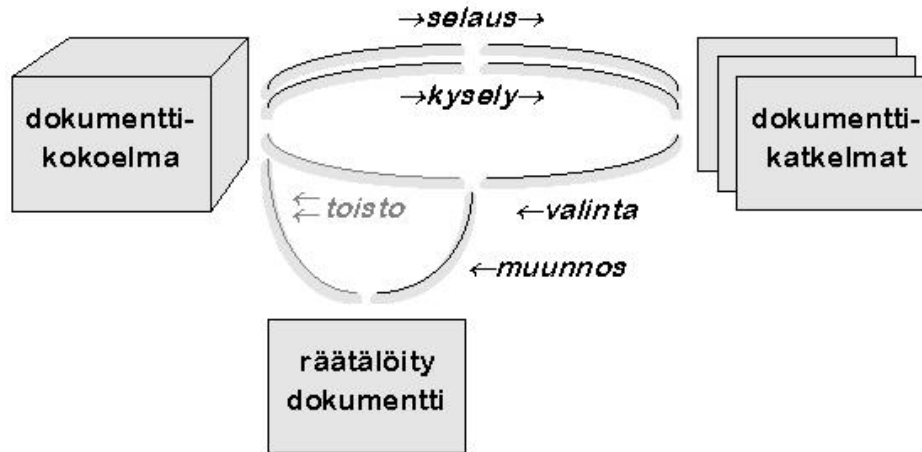 →selaus→
→kysely→
dokumentti-
kokoelma
dokumentti-
katkelmat
←
←toisto
←valinta
←muunnos
räätälöity
dokumentti